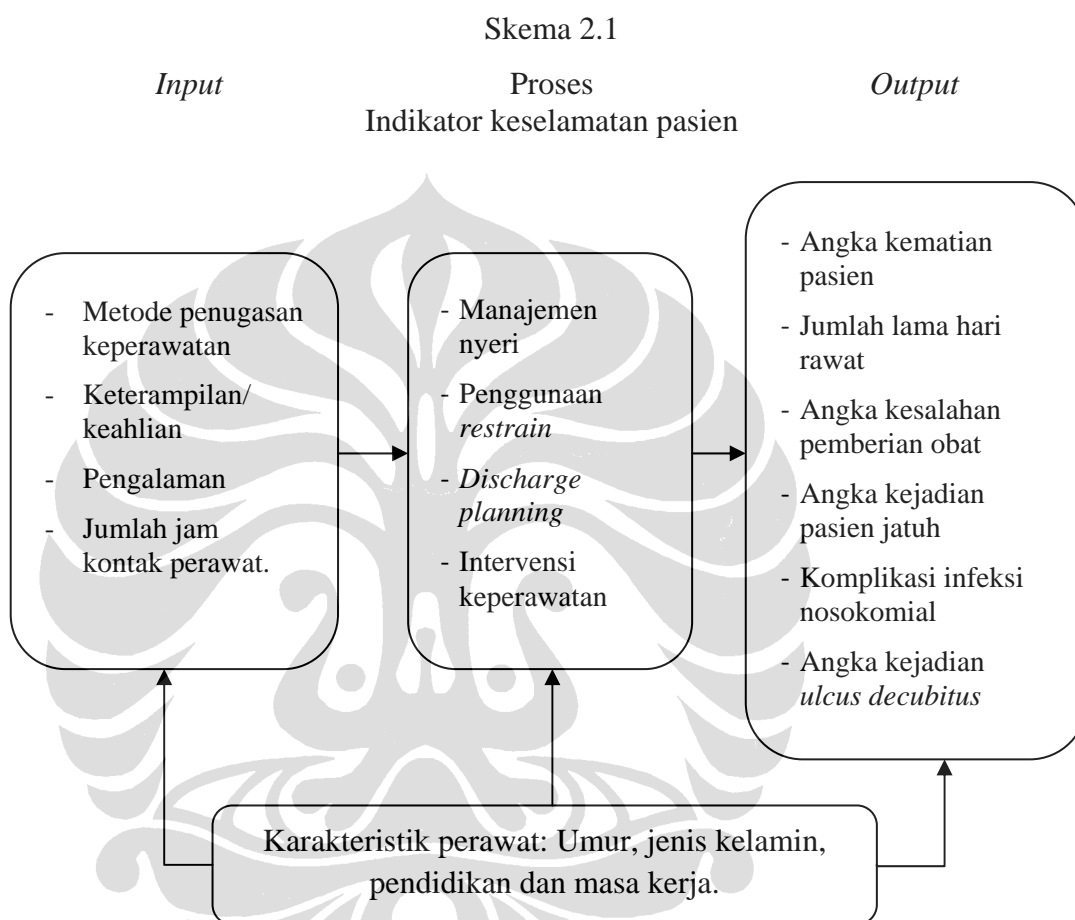 Skema 2.1
Input
Proses
Indikator keselamatan pasien
Output
- Metode penugasan
keperawatan
- Keterampilan/
keahlian
- Pengalaman
- Jumlah jam
kontak perawat.
- Manajemen
nyeri
- Penggunaan
restrain
- Discharge
planning
- Intervensi
keperawatan
- Angka kematian
pasien
- Jumlah lama hari
rawat
- Angka kesalahan
pemberian obat
- Angka kejadian
pasien jatuh
- Komplikasi infeksi
nosokomial
- Angka kejadian
ulcus decubitus
Karakteristik perawat: Umur, jenis kelamin,
pendidikan dan masa kerja.